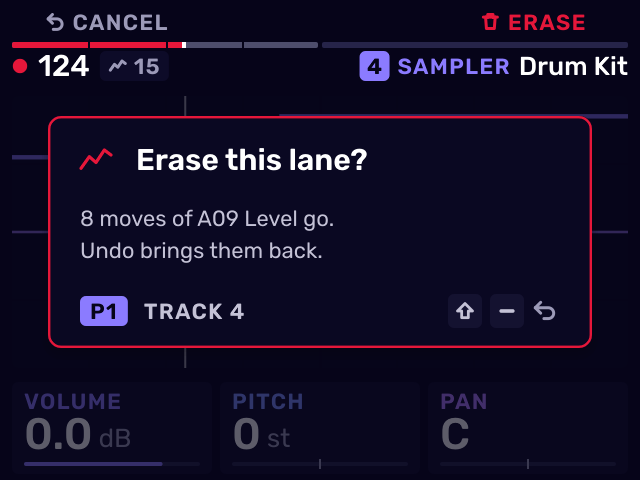 CANCEL
ERASE
124
15
4 SAMPLER Drum Kit
Erase this lane?
8 moves of A09 Level go.
Undo brings them back.
P1 TRACK 4
VOLUME
0.0 dB
PITCH
0 st
PAN
C